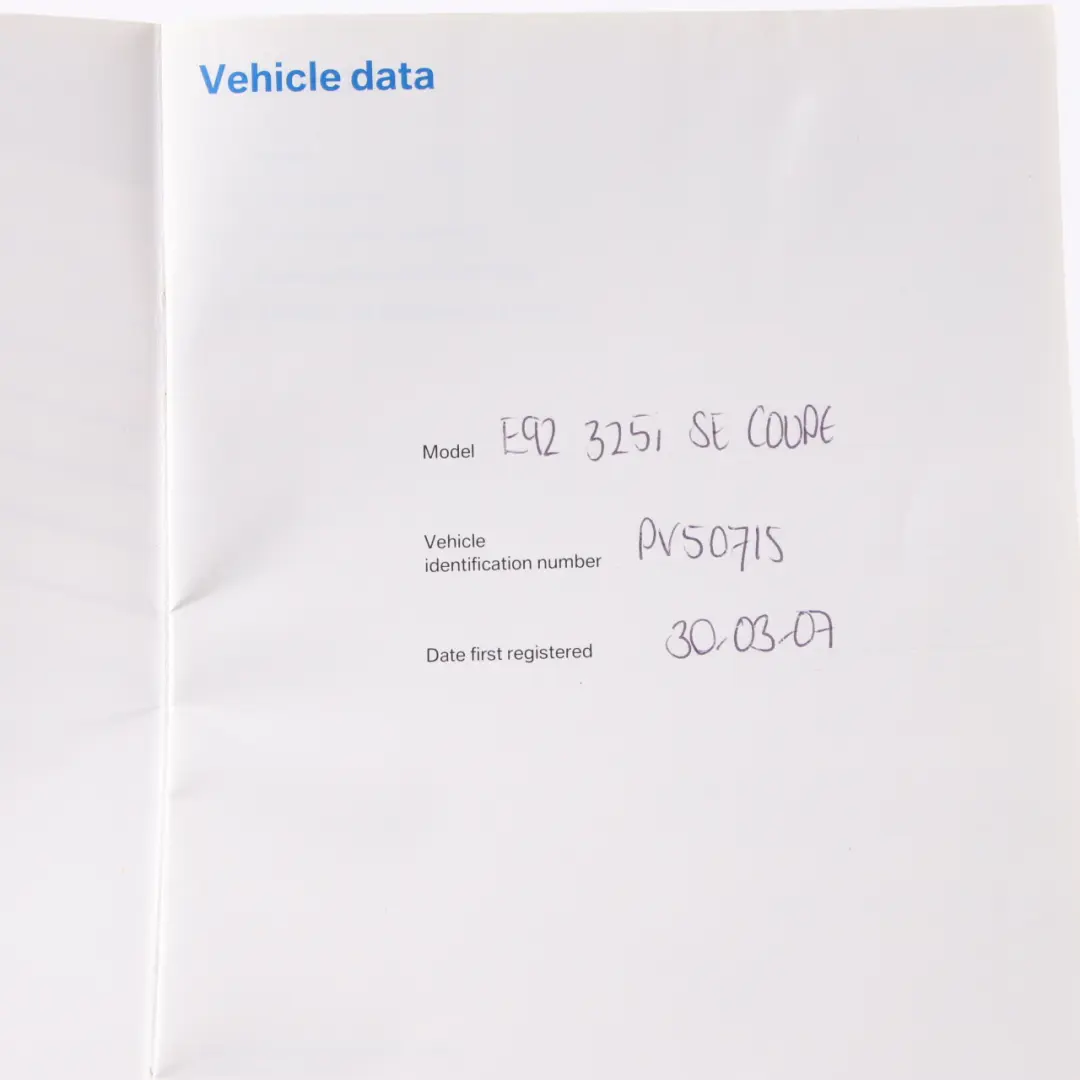 Vehicle data
Model E92 325i SE COUPE
Vehicle
identification number PV50715
Date first registered 30.03.07